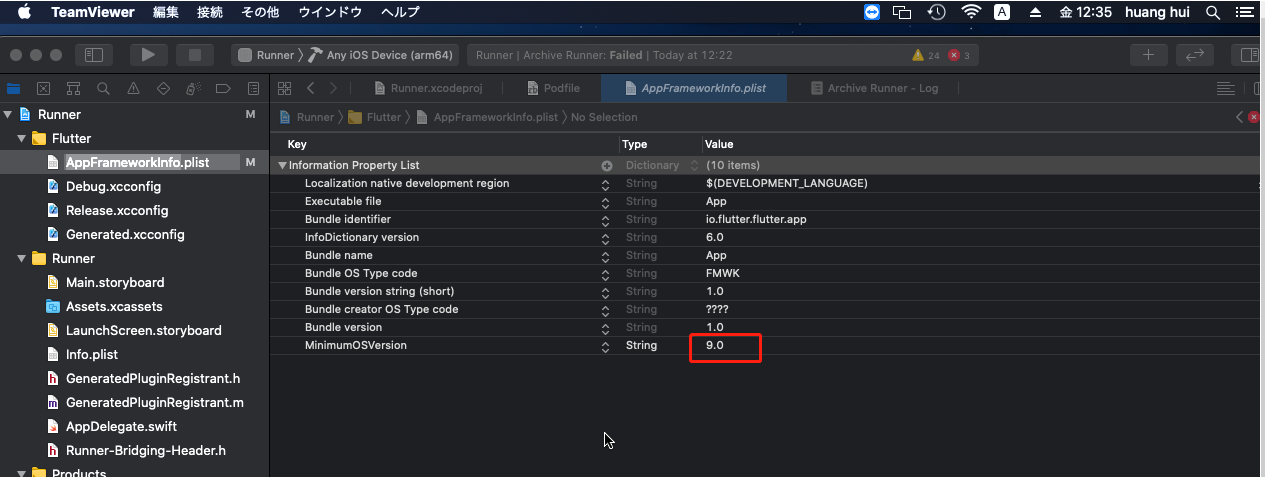 TeamViewer 編集 接続 その他 ウインドウ ヘルプ A 金 12:35 huang hui
Runner 〉 Any iOS Device (arm64) Runner | Archive Runner: Failed | Today at 12:22 24 3
Runner.xcodeproj Podfile AppFrameworkInfo.plist Archive Runner - Log
Runner M
Flutter
AppFrameworkInfo.plist M
Debug.xcconfig
Release.xcconfig
Generated.xcconfig
Runner
Main.storyboard
Assets.xcassets
LaunchScreen.storyboard
Info.plist
GeneratedPluginRegistrant.h
GeneratedPluginRegistrant.m
AppDelegate.swift
Runner-Bridging-Header.h
Products
Runner 〉 Flutter 〉 AppFrameworkInfo.plist 〉 No Selection
Key Type Value
Information Property List Dictionary (10 items)
Localization native development region String $(DEVELOPMENT_LANGUAGE)
Executable file String App
Bundle identifier String io.flutter.flutter.app
InfoDictionary version String 6.0
Bundle name String App
Bundle OS Type code String FMWK
Bundle version string (short) String 1.0
Bundle creator OS Type code String ????
Bundle version String 1.0
MinimumOSVersion String 9.0